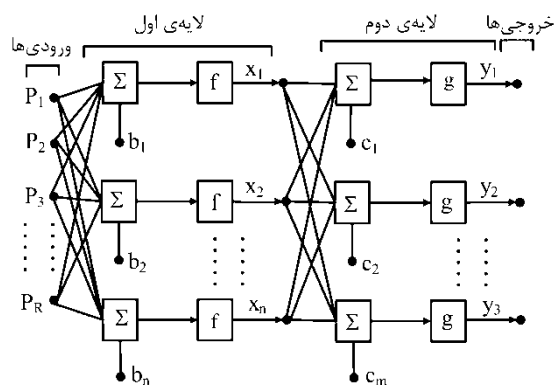 ورودی‌ها لایه‌ی اول لایه‌ی دوم خروجی‌ها
P₁ Σ f x₁ Σ g y₁
b₁ c₁
P₂
P₃ Σ f x₂ Σ g y₂
b₂ c₂
P_R Σ f xₙ Σ g y₃
bₙ cₘ